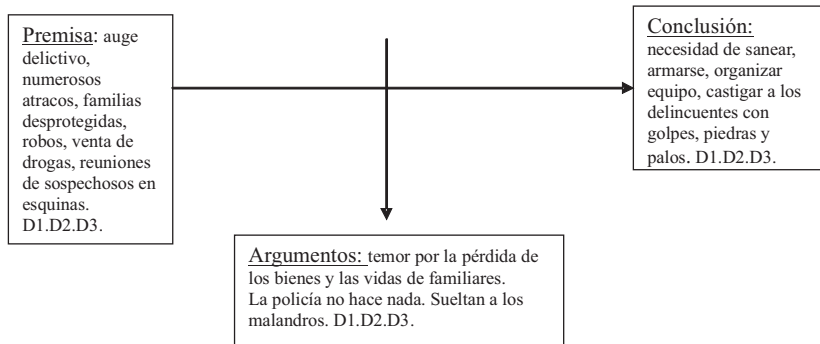 Premisa: auge
delictivo,
numerosos
atracos, familias
desprotegidas,
robos, venta de
drogas, reuniones
de sospechosos en
esquinas.
D1.D2.D3.
Conclusión:
necesidad de sanear,
armarse, organizar
equipo, castigar a los
delincuentes con
golpes, piedras y
palos. D1.D2.D3.
Argumentos: temor por la pérdida de
los bienes y las vidas de familiares.
La policía no hace nada. Sueltan a los
malandros. D1.D2.D3.